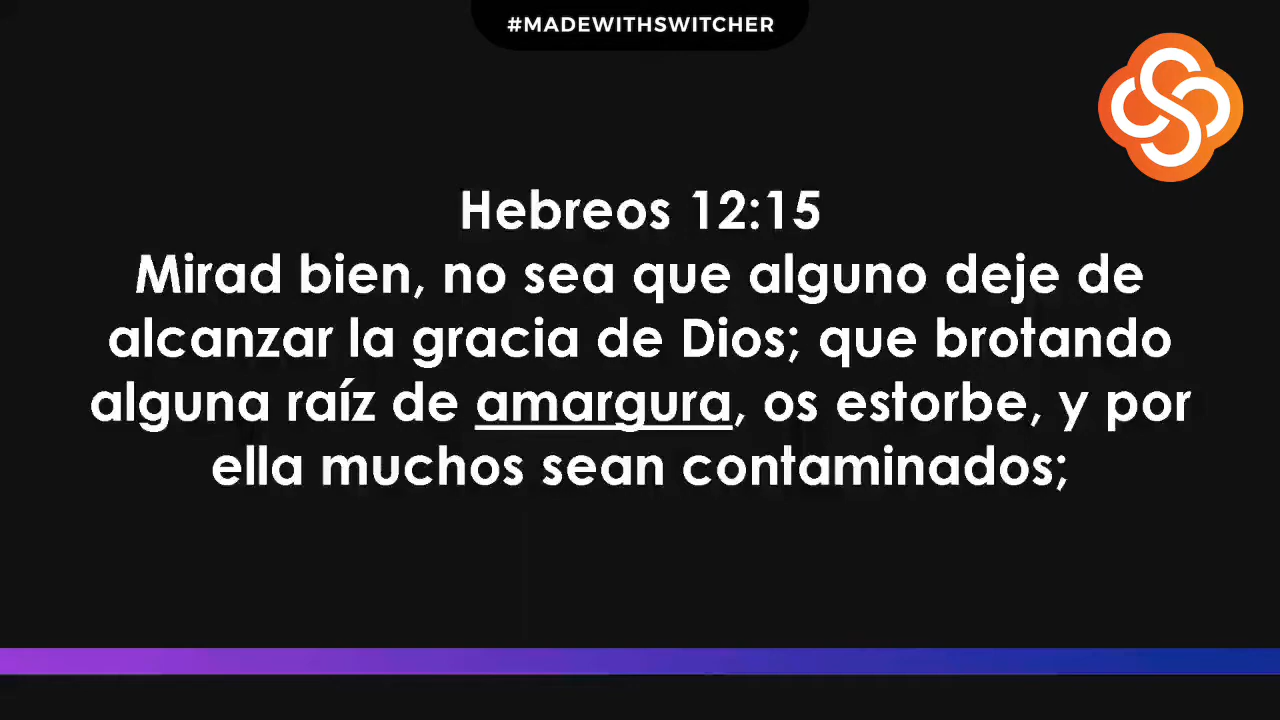 #MADEWITHSWITCHER
Hebreos 12:15
Mirad bien, no sea que alguno deje de
alcanzar la gracia de Dios; que brotando
alguna raíz de amargura, os estorbe, y por
ella muchos sean contaminados;